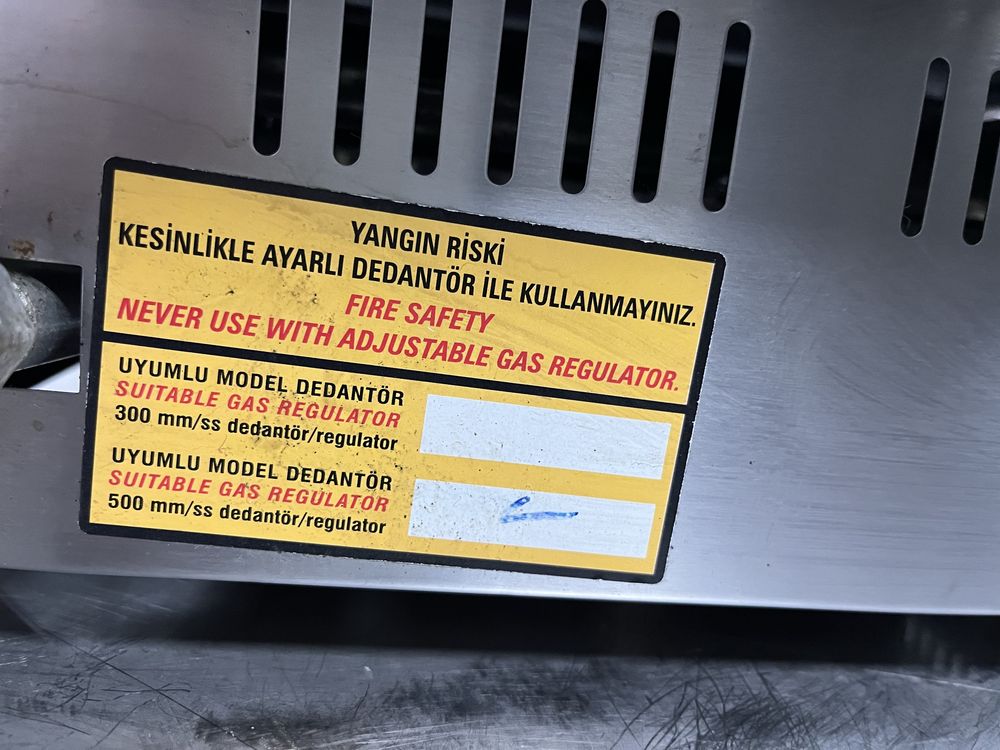 YANGIN RİSKİ
KESİNLİKLE AYARLI DEDANTÖR İLE KULLANMAYINIZ.
FIRE SAFETY
NEVER USE WITH ADJUSTABLE GAS REGULATOR.
UYUMLU MODEL DEDANTÖR
SUITABLE GAS REGULATOR
300 mm/ss dedantör/regulator
UYUMLU MODEL DEDANTÖR
SUITABLE GAS REGULATOR
500 mm/ss dedantör/regulator